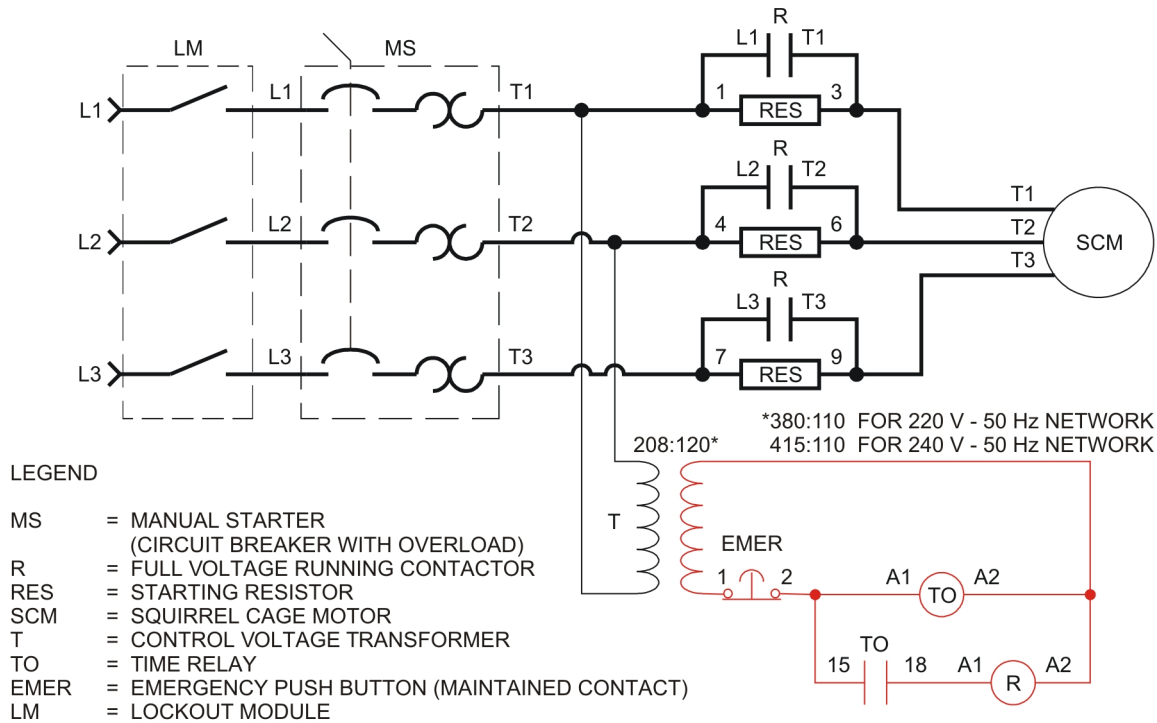 R
LM
MS
L1
T1
L1
L1
T1
1
RES
3
R
L2
T2
T1
L2
L2
T2
4
RES
6
T2
SCM
R
T3
L3
T3
L3
L3
T3
7
RES
9
*380:110 FOR 220 V - 50 Hz NETWORK
208:120*
415:110 FOR 240 V - 50 Hz NETWORK
LEGEND
MS = MANUAL STARTER
(CIRCUIT BREAKER WITH OVERLOAD)
R = FULL VOLTAGE RUNNING CONTACTOR
RES = STARTING RESISTOR
SCM = SQUIRREL CAGE MOTOR
T = CONTROL VOLTAGE TRANSFORMER
TO = TIME RELAY
EMER = EMERGENCY PUSH BUTTON (MAINTAINED CONTACT)
LM = LOCKOUT MODULE
T
EMER
1
2
A1
TO
A2
TO
15
18
A1
R
A2